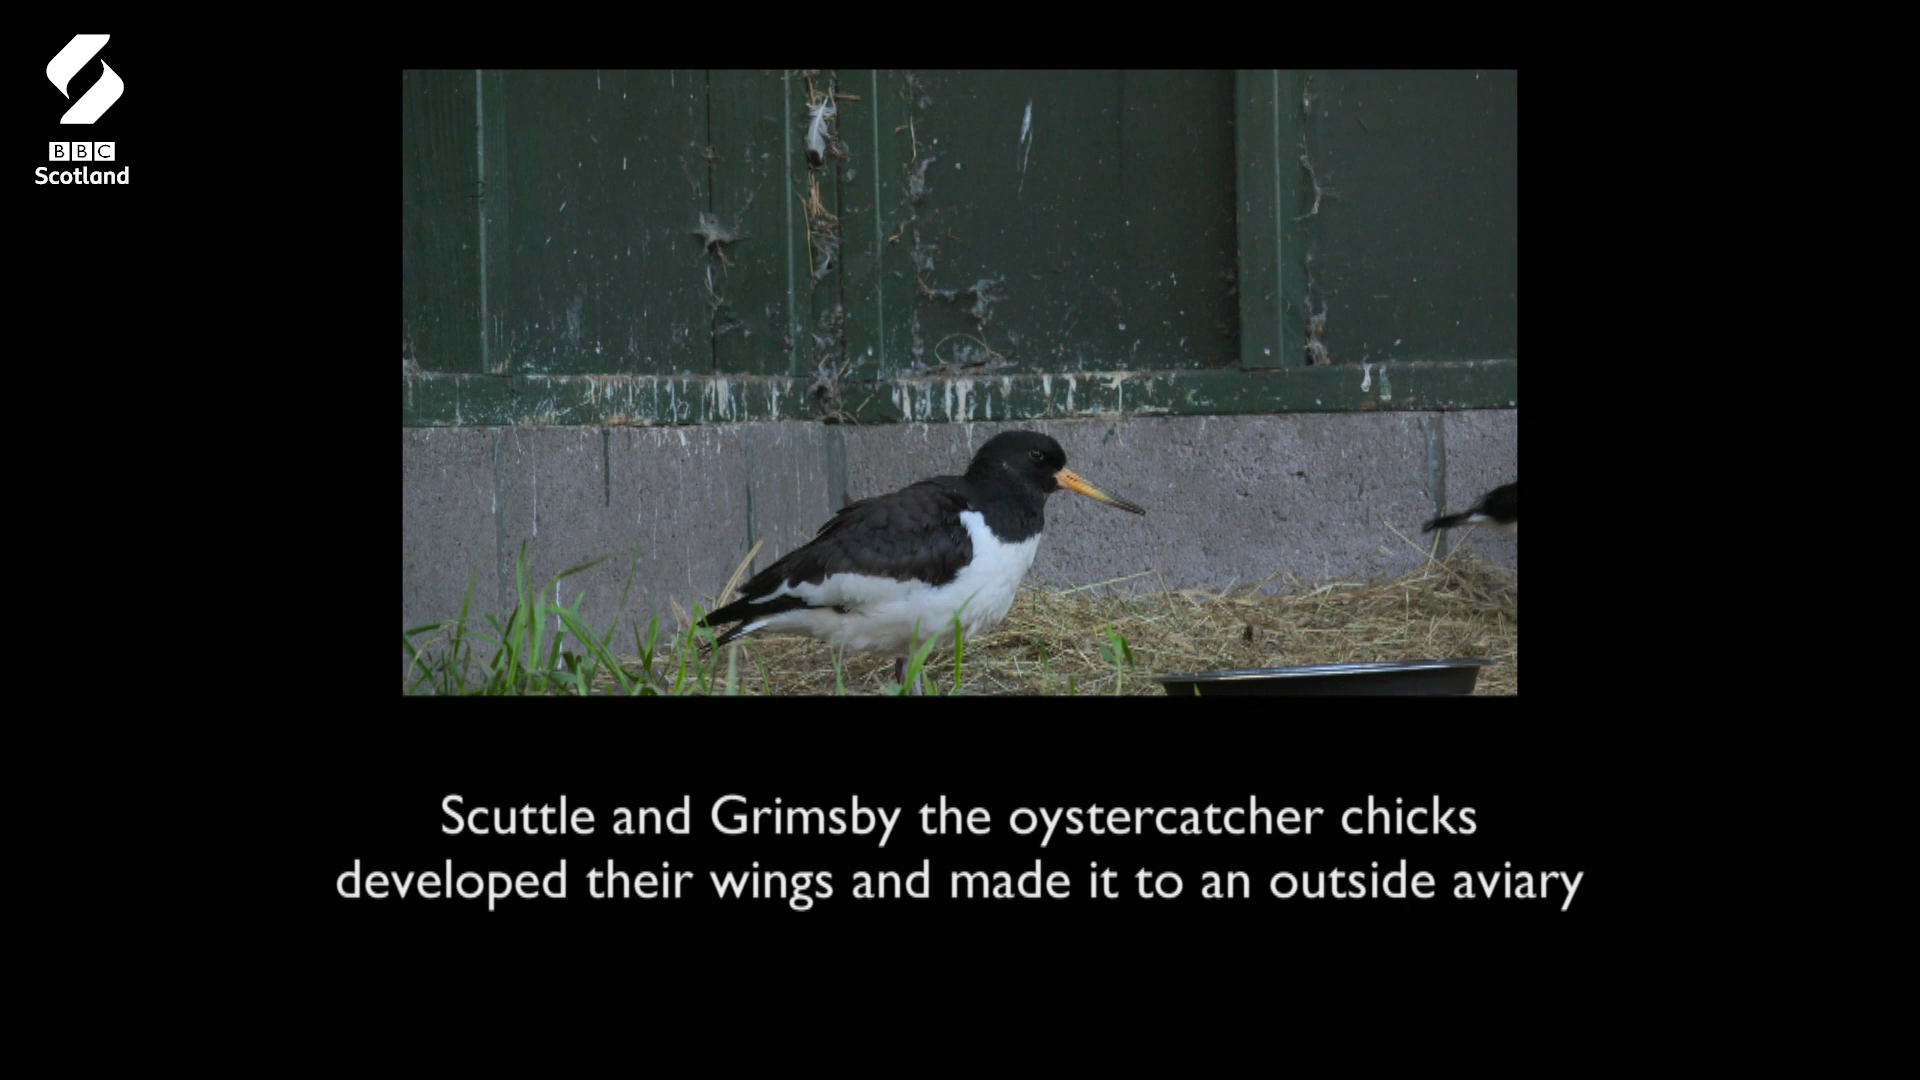 BBC
Scotland
Scuttle and Grimsby the oystercatcher chicks
developed their wings and made it to an outside aviary